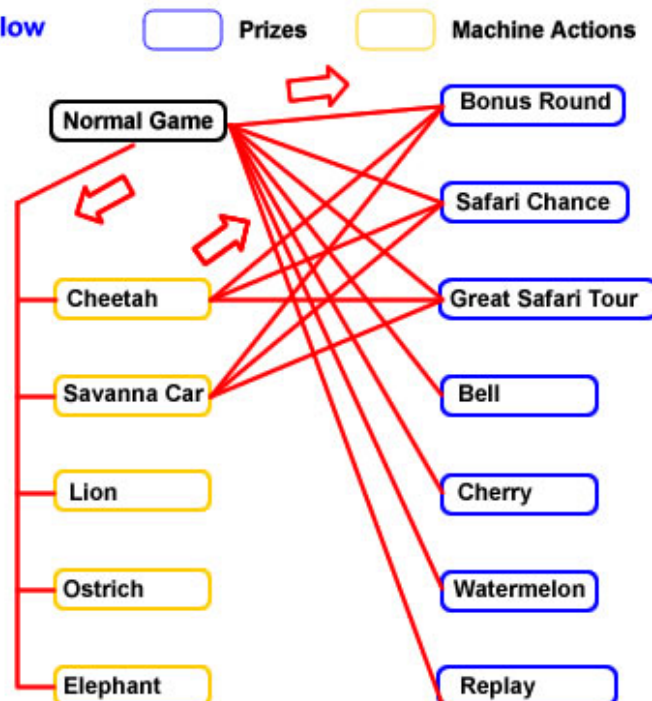 low
Prizes
Machine Actions
Normal Game
Bonus Round
Safari Chance
Cheetah
Great Safari Tour
Savanna Car
Bell
Lion
Cherry
Ostrich
Watermelon
Elephant
Replay